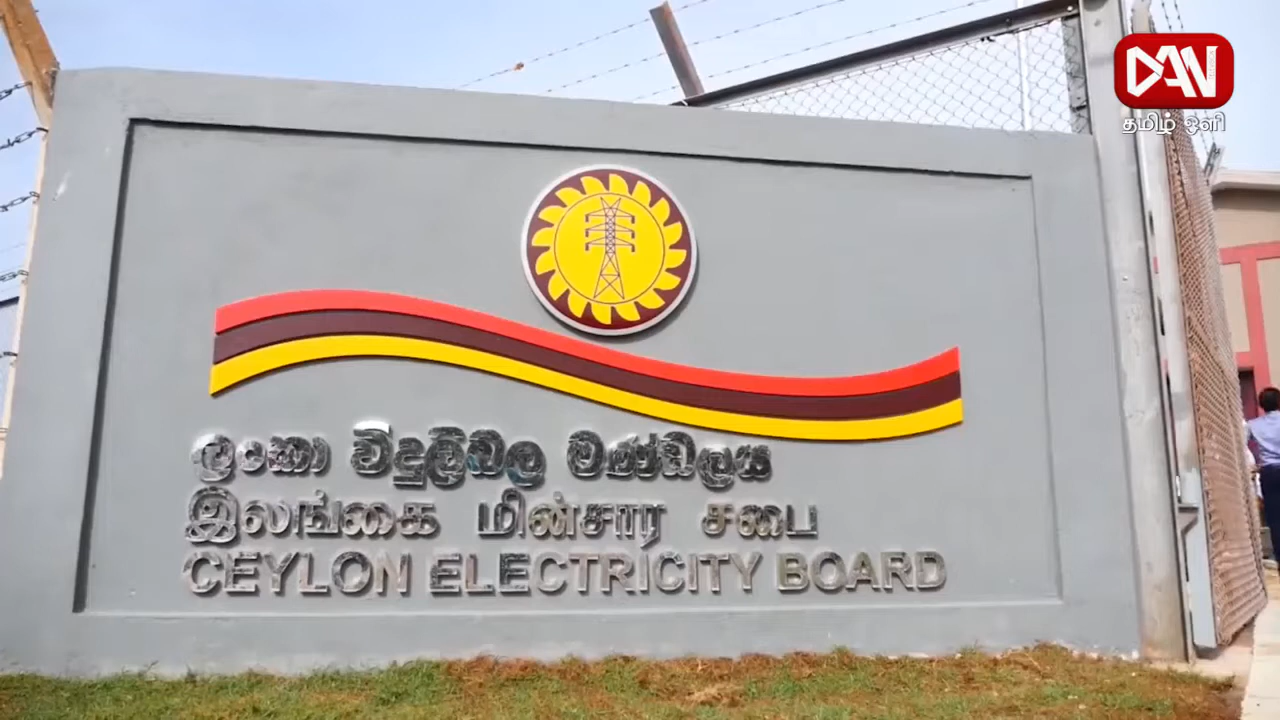 DAN
தமிழ் ஒளி
ලංකා විදුලිබල මණ්ඩලය
இலங்கை மின்சார சபை
CEYLON ELECTRICITY BOARD